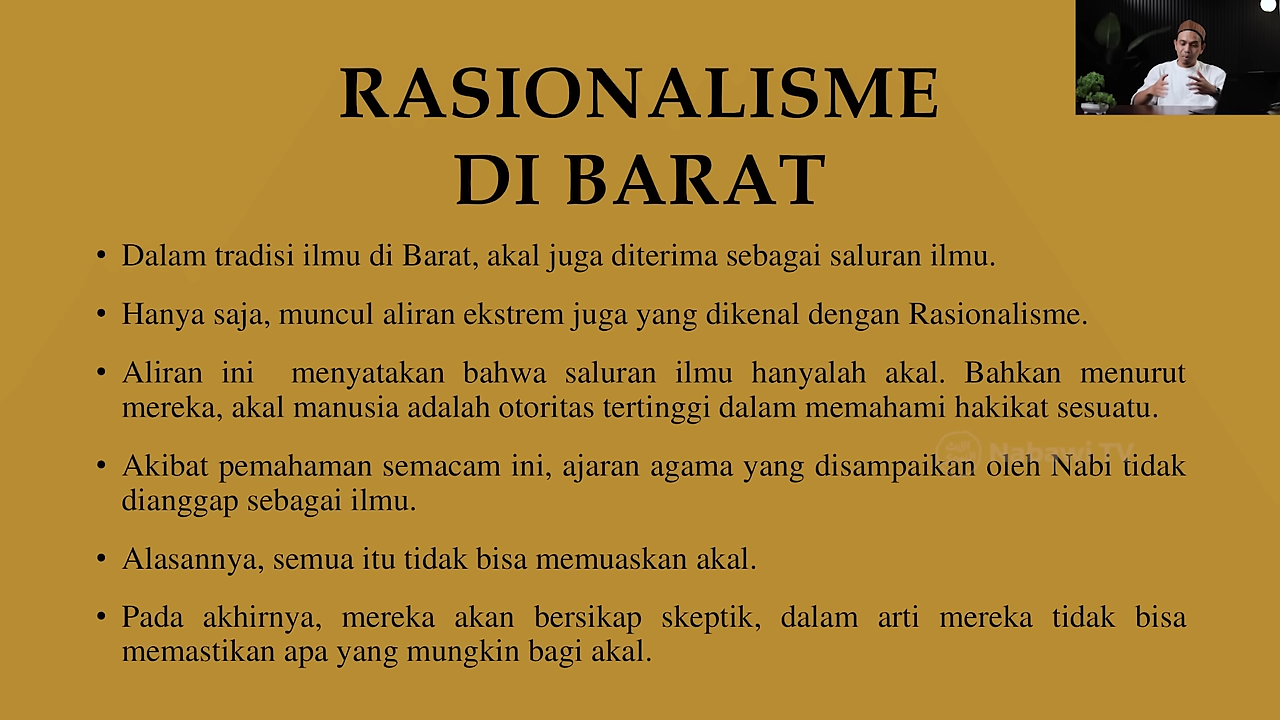 RASIONALISME
DI BARAT
• Dalam tradisi ilmu di Barat, akal juga diterima sebagai saluran ilmu.
• Hanya saja, muncul aliran ekstrem juga yang dikenal dengan Rasionalisme.
• Aliran ini menyatakan bahwa saluran ilmu hanyalah akal. Bahkan menurut
mereka, akal manusia adalah otoritas tertinggi dalam memahami hakikat sesuatu.
Nabawi TV
• Akibat pemahaman semacam ini, ajaran agama yang disampaikan oleh Nabi tidak
dianggap sebagai ilmu.
• Alasannya, semua itu tidak bisa memuaskan akal.
• Pada akhirnya, mereka akan bersikap skeptik, dalam arti mereka tidak bisa
memastikan apa yang mungkin bagi akal.